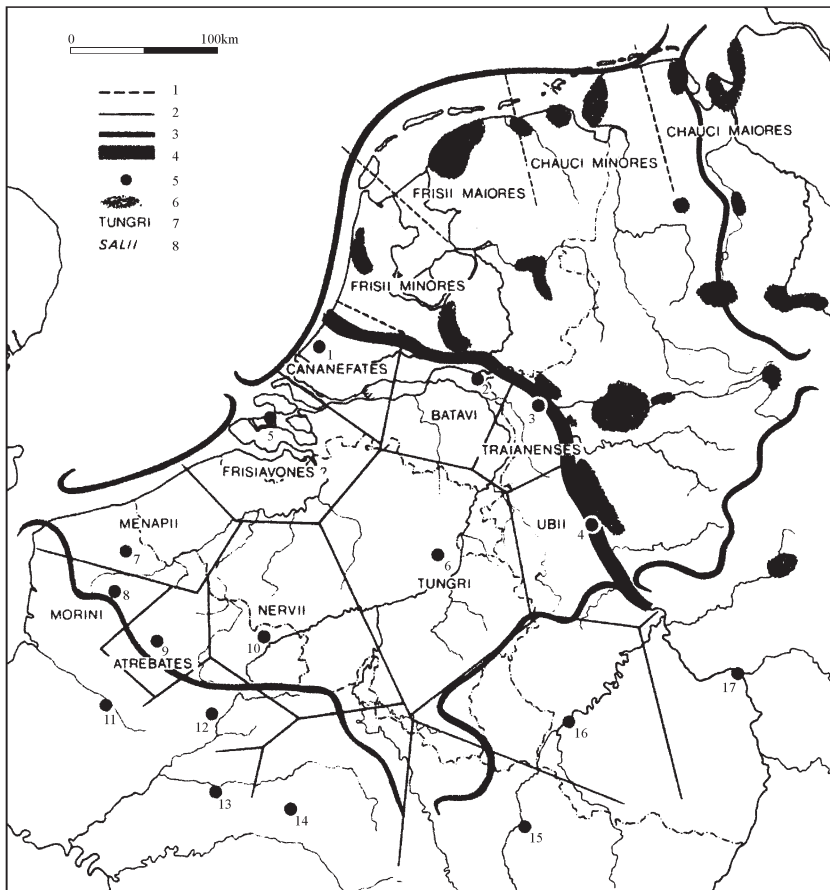 0 100km
1
2
3
4
5
6
TUNGRI 7
SALII 8
CHAUCI MAIORES
CHAUCI MINORES
FRISII MAIORES
FRISII MINORES
1
CANANEFATES
2
BATAVI
3
TRAIANENSES
5
FRISIAVONES ?
MENAPII
7
UBII
4
6
TUNGRI
8
MORINI
NERVII
10
9
ATREBATES
11
12
16
17
13
14
15